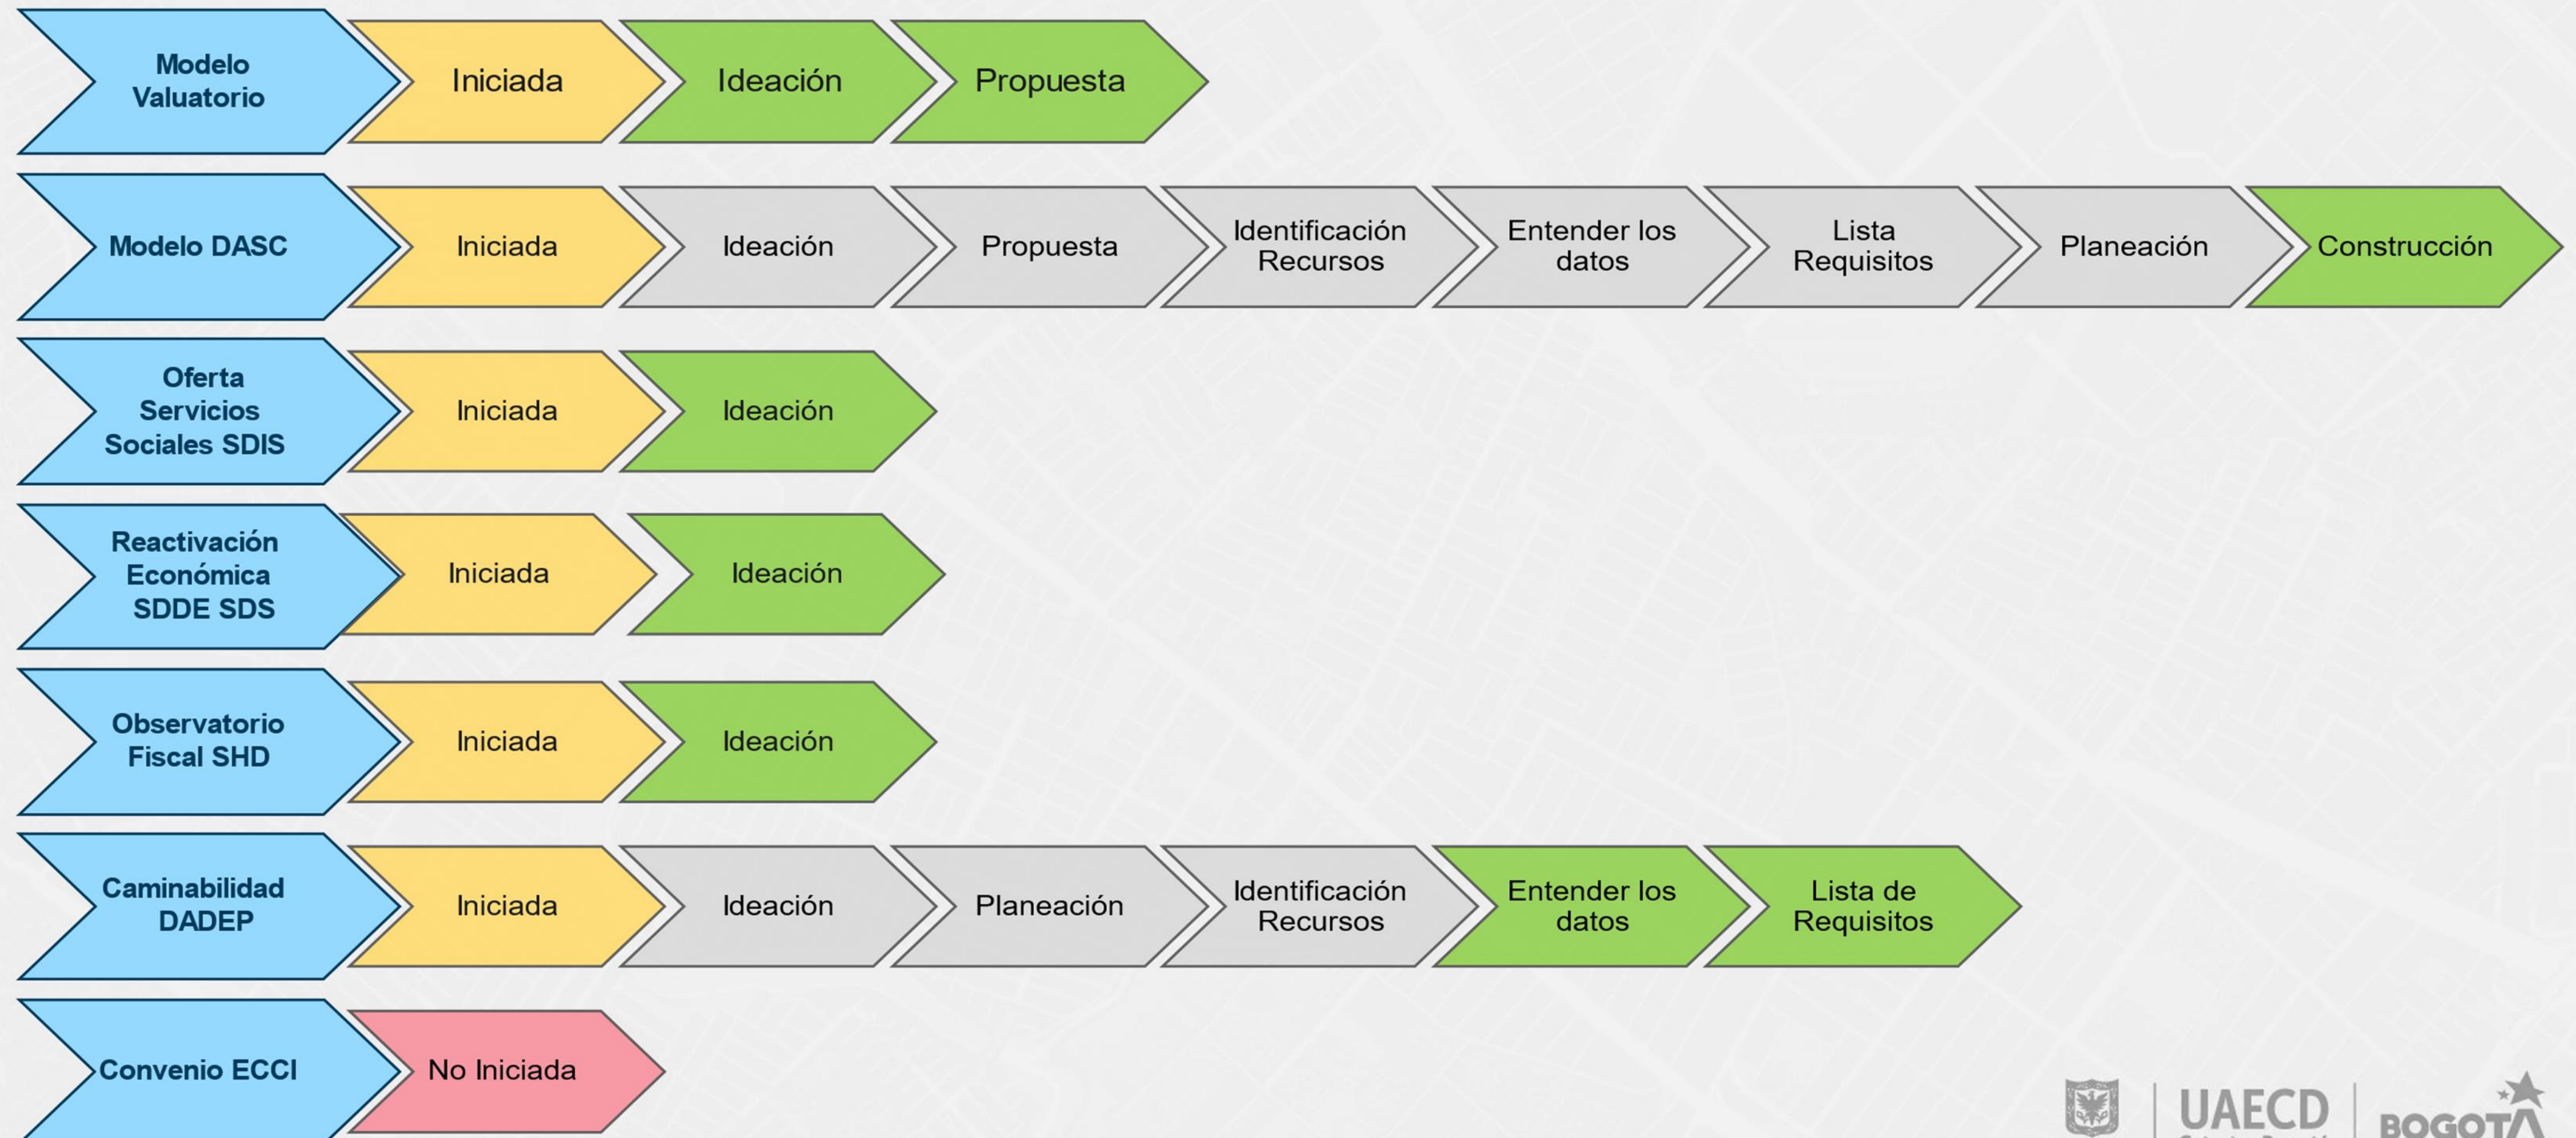 Modelo
Valuatorio
Iniciada
Ideación
Propuesta
Modelo DASC
Iniciada
Ideación
Propuesta
Identificación
Recursos
Entender los
datos
Lista
Requisitos
Planeación
Construcción
Oferta
Servicios
Sociales SDIS
Iniciada
Ideación
Reactivación
Económica
SDDE SDS
Iniciada
Ideación
Observatorio
Fiscal SHD
Iniciada
Ideación
Caminabilidad
DADEP
Iniciada
Ideación
Planeación
Identificación
Recursos
Entender los
datos
Lista de
Requisitos
Convenio ECCI
No Iniciada
UAECD
BOGOTÁ